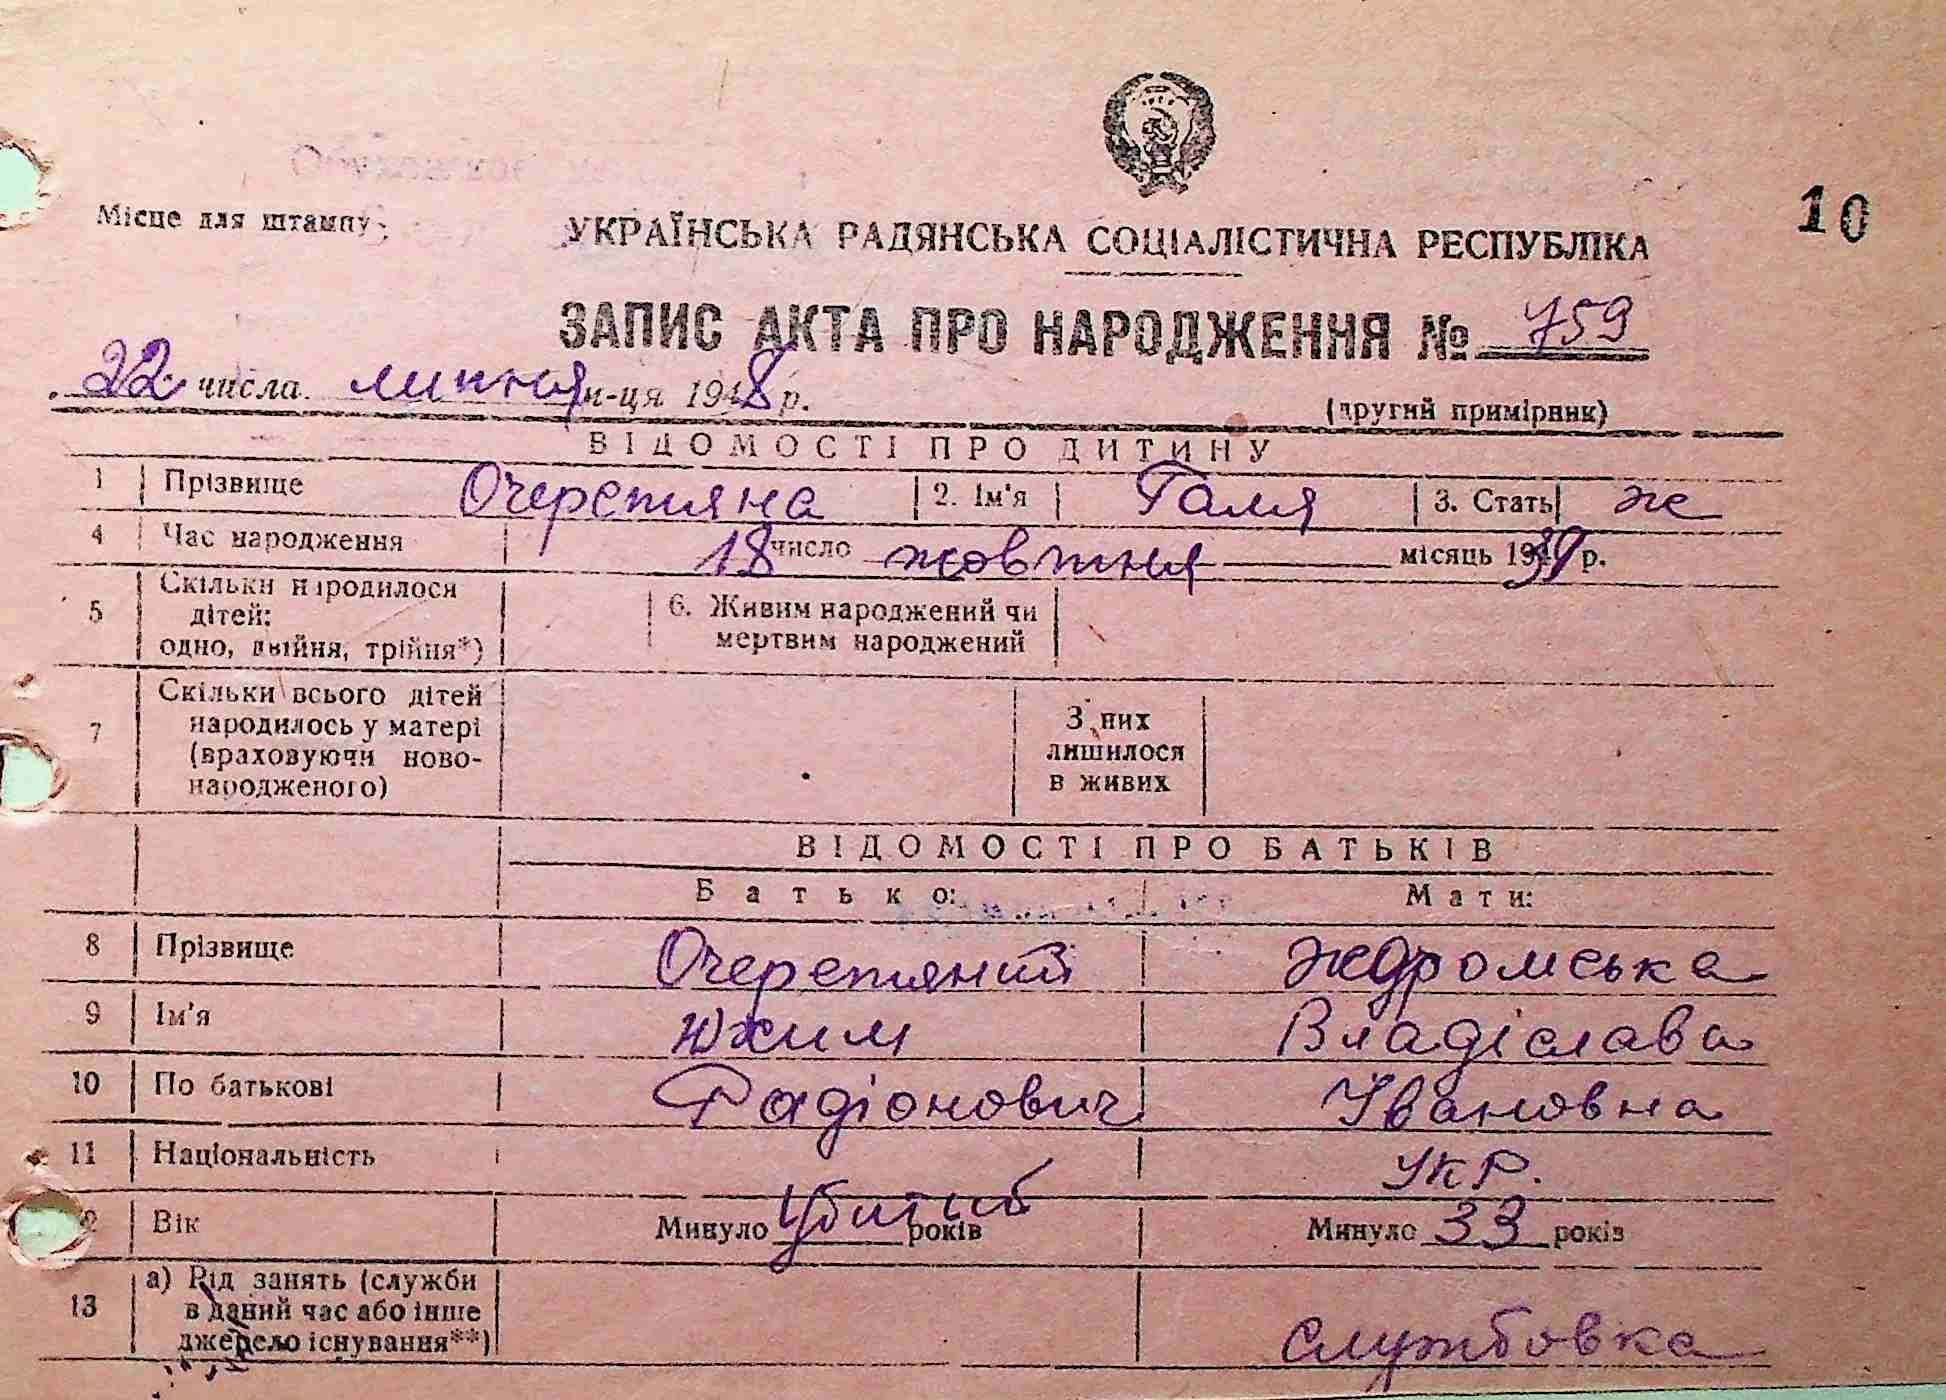 10
Місце для штампу
УКРАЇНСЬКА РАДЯНСЬКА СОЦІАЛІСТИЧНА РЕСПУБЛІКА
ЗАПИС АКТА ПРО НАРОДЖЕННЯ № 759
22 числа липня м-ця 1948 р.
(другий примірник)
ВІДОМОСТІ ПРО ДИТИНУ
1 Прізвище Очеретяна 2. Ім'я Галя 3. Стать ж
4 Час народження 18 число жовтня місяць 1939 р.
5 Скільки народилося дітей: одно, двійня, трійня*) 6. Живим народжений чи мертвим народжений
7 Скільки всього дітей народилось у матері (враховуючи новонародженого) З них лишилося в живих
ВІДОМОСТІ ПРО БАТЬКІВ
Батько: Мати:
8 Прізвище Очеретяний Ждромська
9 Ім'я Юхим Владіслава
10 По батькові Радіонович Івановна
11 Національність укр.
12 Вік Минуло років Минуло 33 років
13 а) Рід занять (служби в даний час або інше джерело існування**) службовка